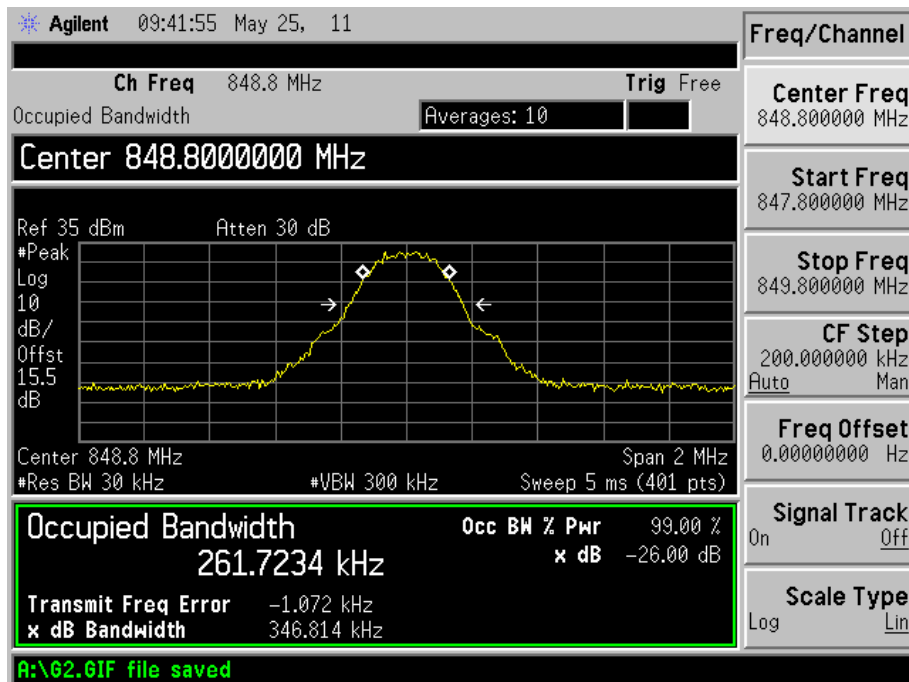 Agilent 09:41:55 May 25, 11
Ch Freq 848.8 MHz Trig Free
Occupied Bandwidth Averages: 10
Center 848.8000000 MHz
Ref 35 dBm Atten 30 dB
#Peak
Log
10
dB/
Offst
15.5
dB
Center 848.8 MHz Span 2 MHz
#Res BW 30 kHz #VBW 300 kHz Sweep 5 ms (401 pts)
Occupied Bandwidth Occ BW % Pwr 99.00 %
261.7234 kHz x dB -26.00 dB
Transmit Freq Error -1.072 kHz
x dB Bandwidth 346.814 kHz
A:\G2.GIF file saved
Freq/Channel
Center Freq
848.800000 MHz
Start Freq
847.800000 MHz
Stop Freq
849.800000 MHz
CF Step
200.000000 kHz
Auto Man
Freq Offset
0.00000000 Hz
Signal Track
On Off
Scale Type
Log Lin